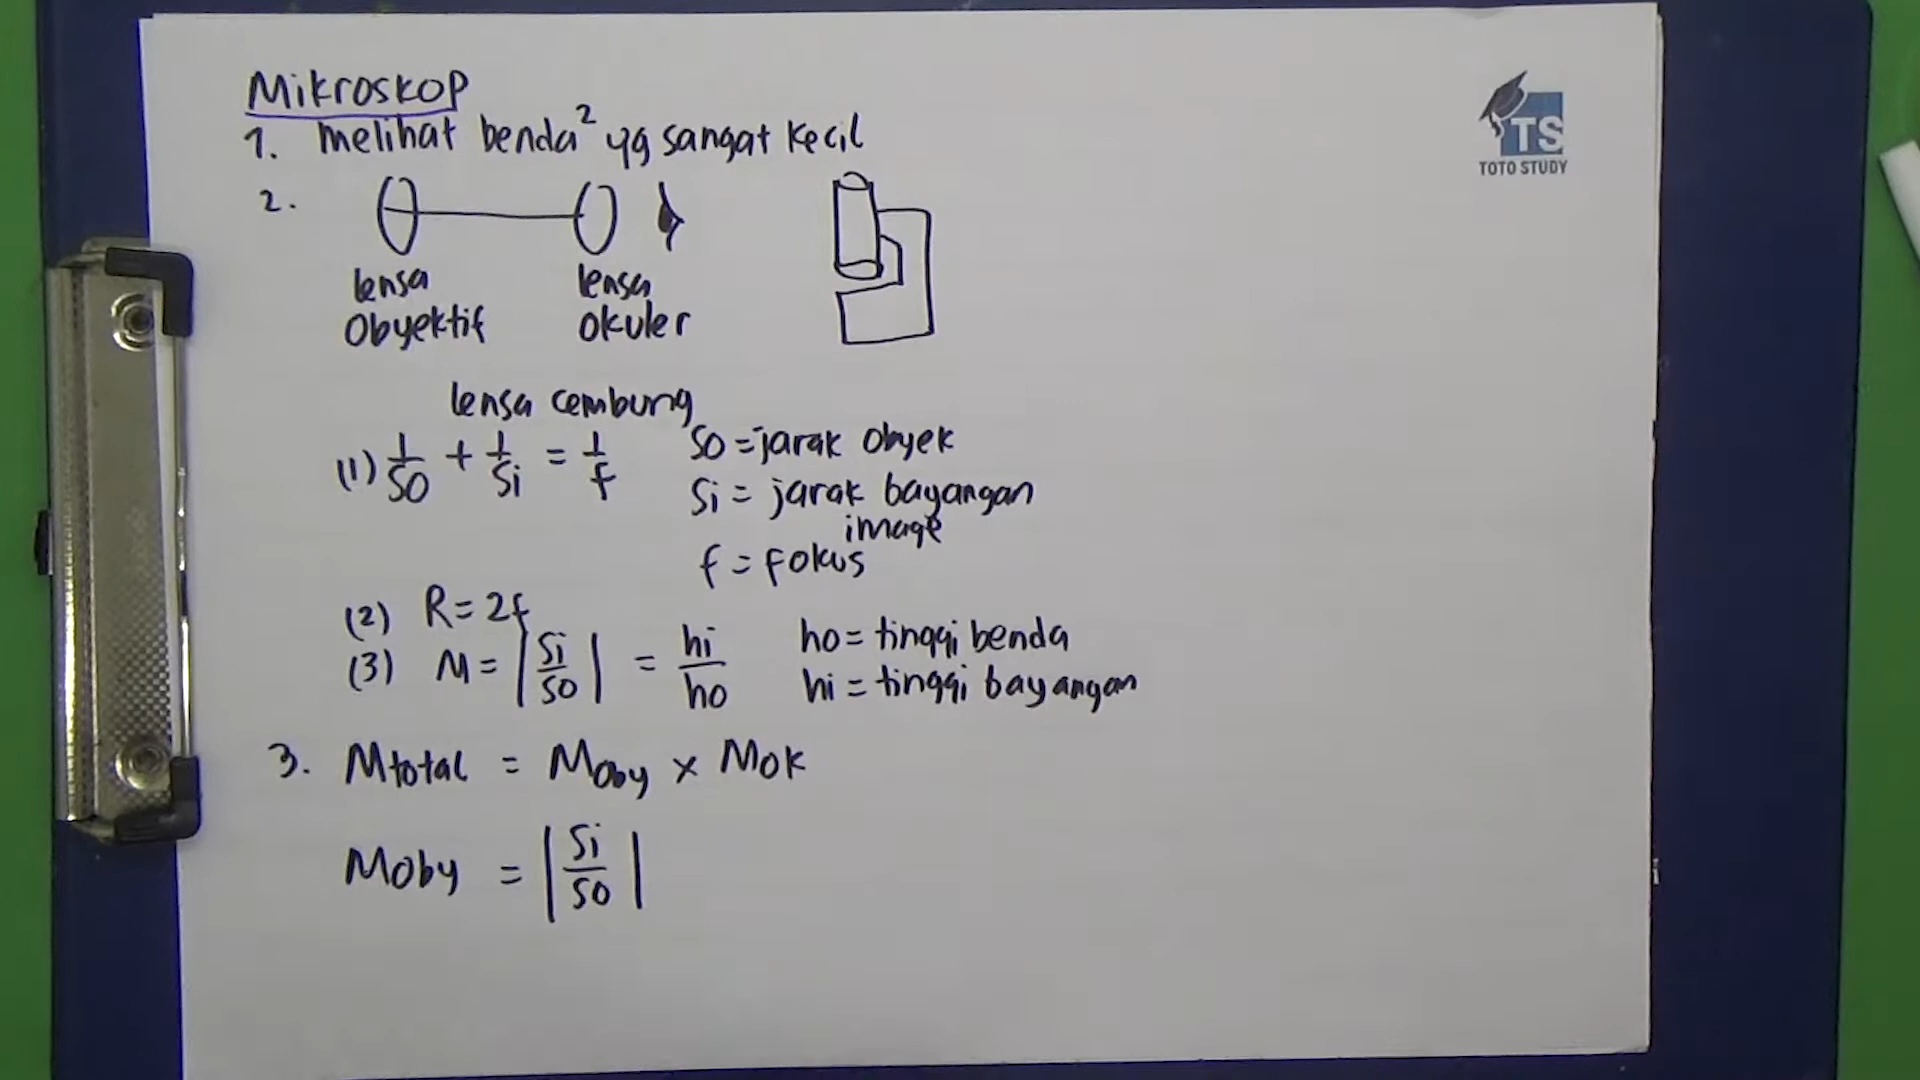 Mikroskop
1. melihat benda² yg sangat kecil
2.
lensa obyektif
lensa okuler
lensa cembung
(1) 1/so + 1/si = 1/f
so = jarak obyek
si = jarak bayangan
image
f = fokus
(2) R = 2f
(3) M = |si/so| = hi/ho
ho = tinggi benda
hi = tinggi bayangan
3. Mtotal = Moby x Mok
Moby = |si/so|
TS
TOTO STUDY